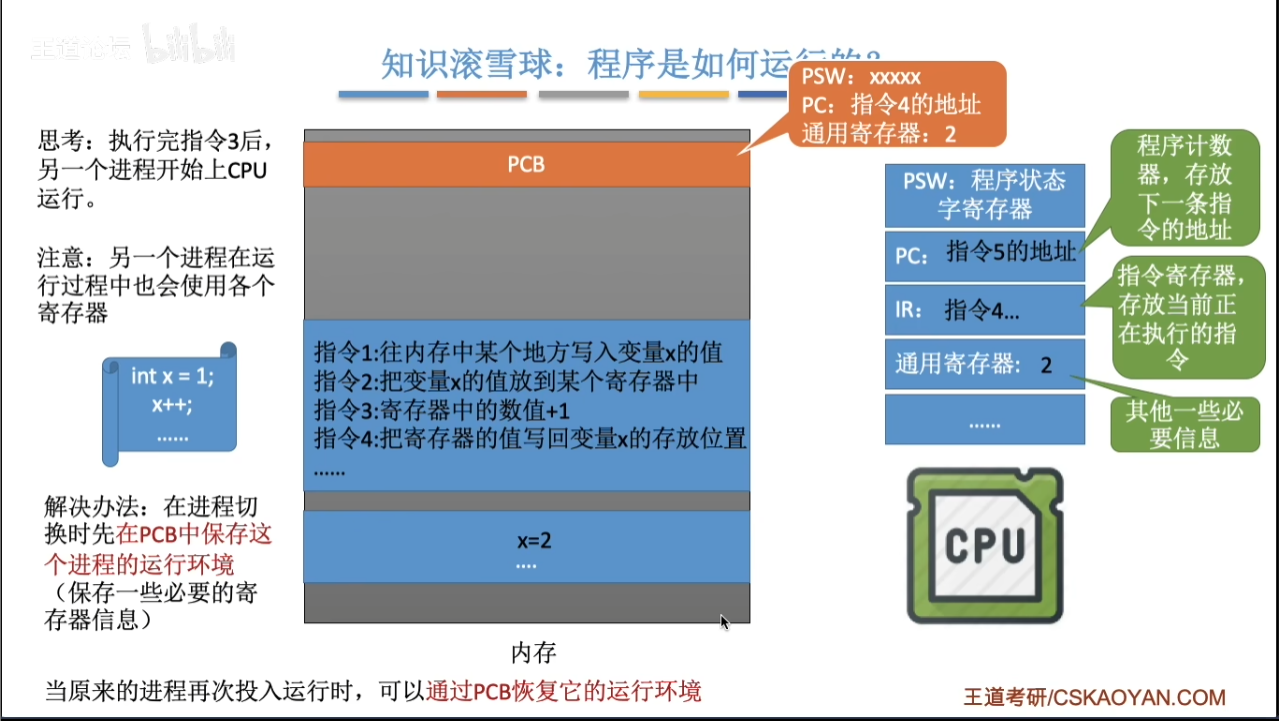 王道论坛 bilibili
知识滚雪球：程序是如何运行的？
PSW：xxxxx
PC：指令4的地址
通用寄存器：2
思考：执行完指令3后，
另一个进程开始上CPU
运行。
注意：另一个进程在运
行过程中也会使用各个
寄存器
int x = 1;
x++;
……
解决办法：在进程切
换时先在PCB中保存这
个进程的运行环境
（保存一些必要的寄
存器信息）
PCB
指令1:往内存中某个地方写入变量x的值
指令2:把变量x的值放到某个寄存器中
指令3:寄存器中的数值+1
指令4:把寄存器的值写回变量x的存放位置
……
x=2
....
内存
PSW：程序状态
字寄存器
PC： 指令5的地址
IR： 指令4...
通用寄存器： 2
……
程序计数
器，存放
下一条指
令的地址
指令寄存器，
存放当前正
在执行的指
令
其他一些必
要信息
CPU
当原来的进程再次投入运行时，可以通过PCB恢复它的运行环境
王道考研/CSKAOYAN.COM